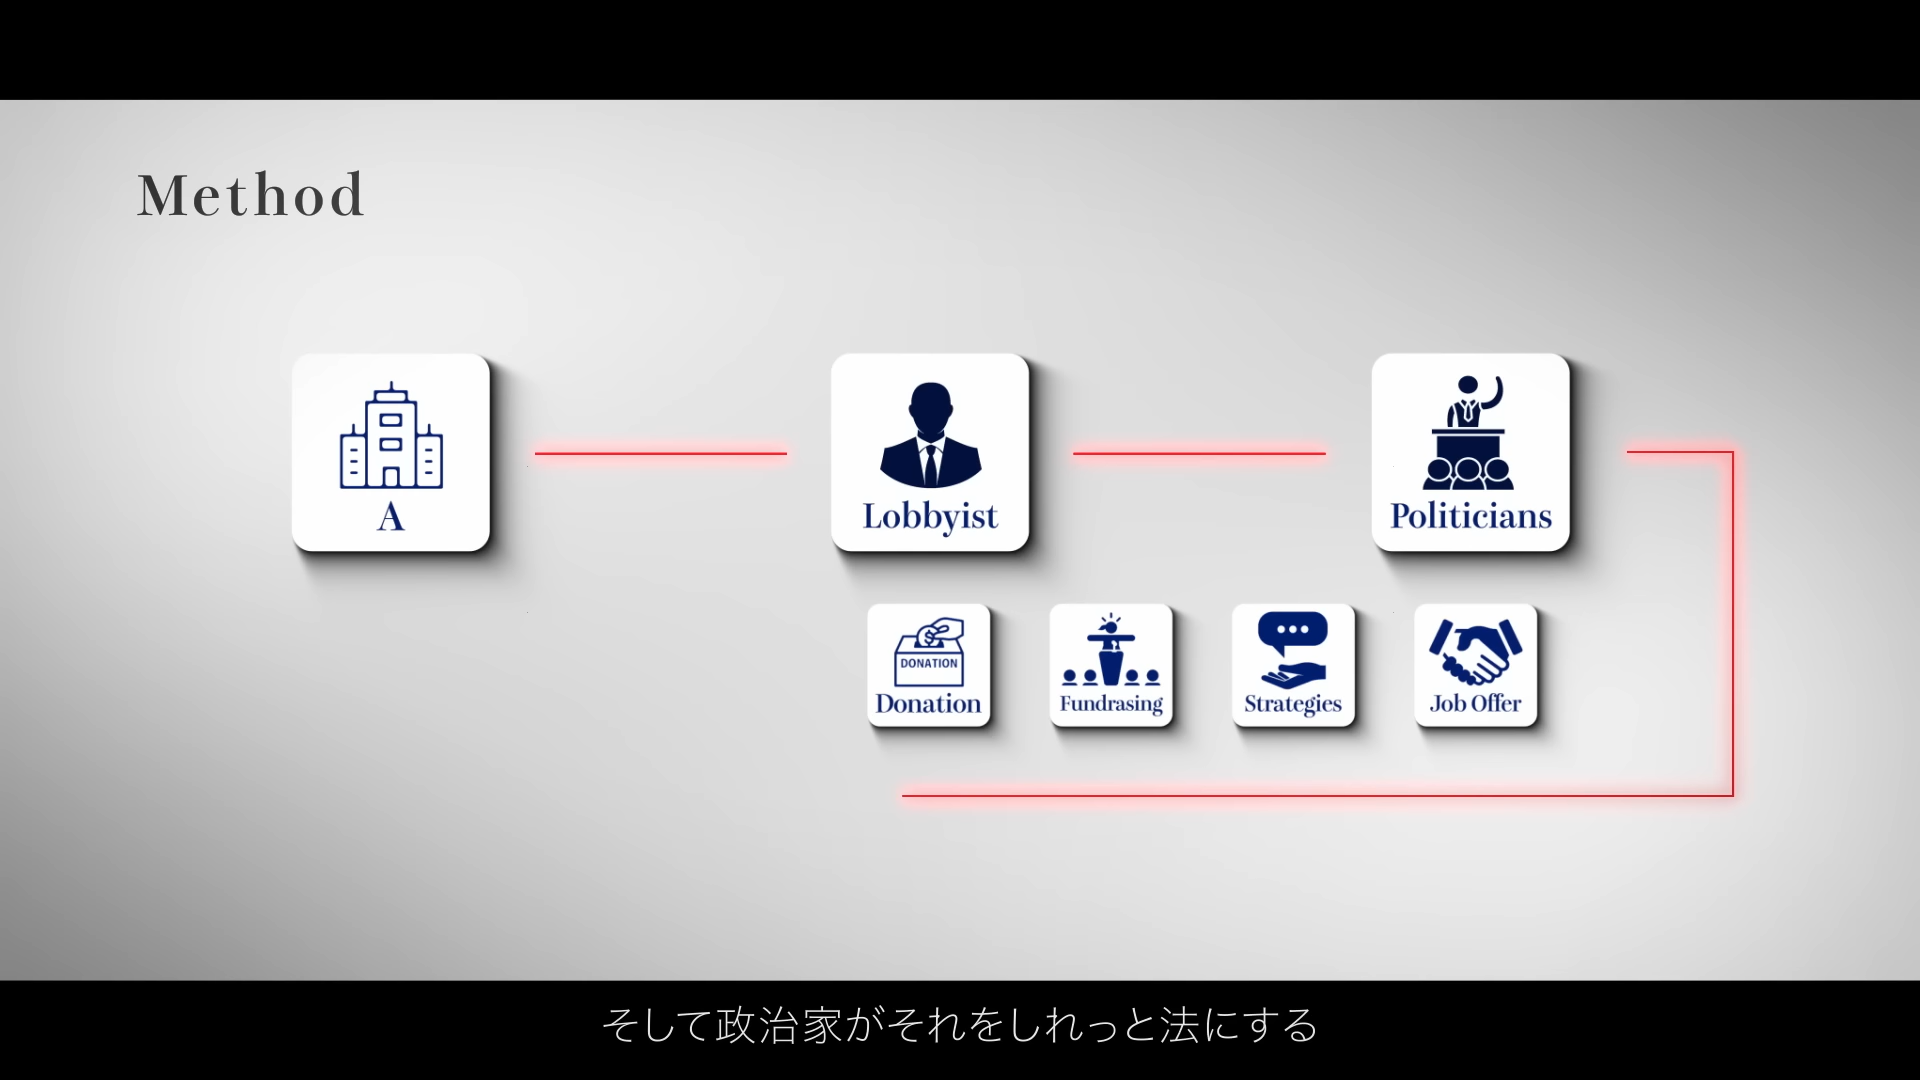 Method
A
Lobbyist
Politicians
DONATION
Donation
Fundrasing
Strategies
Job Offer
そして政治家がそれをしれっと法にする